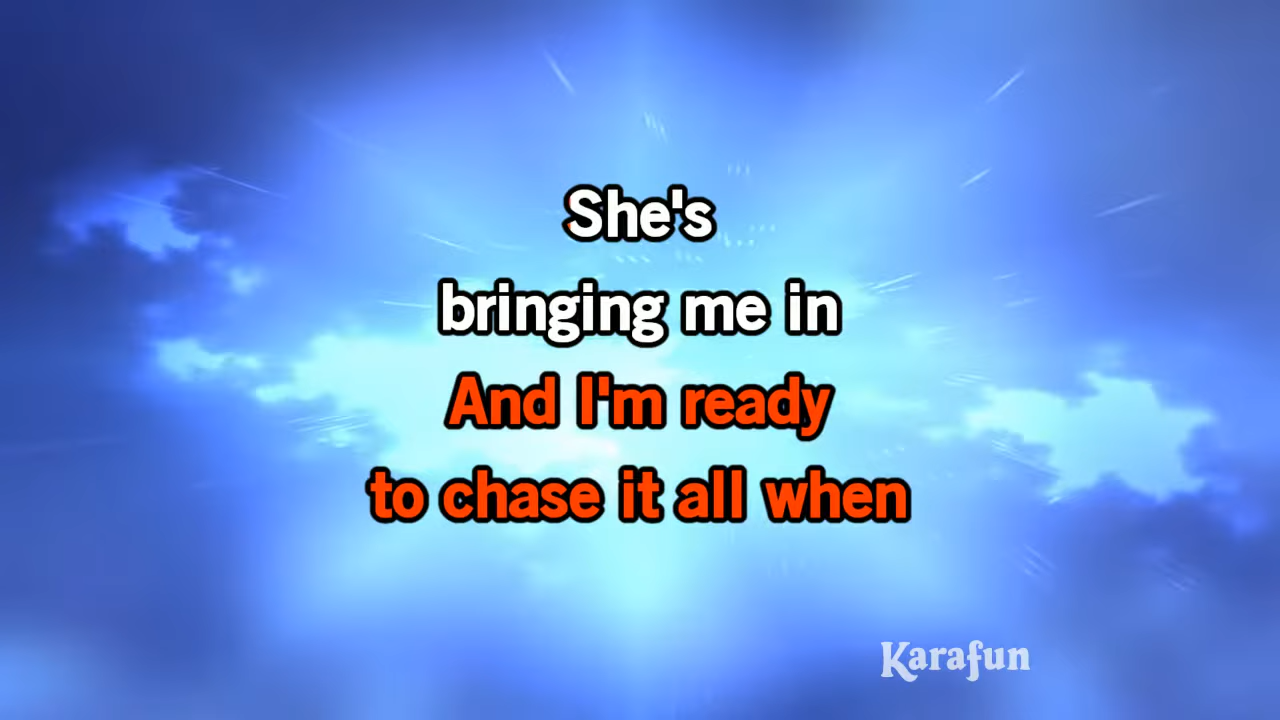 She's
bringing me in
And I'm ready
to chase it all when
Karafun